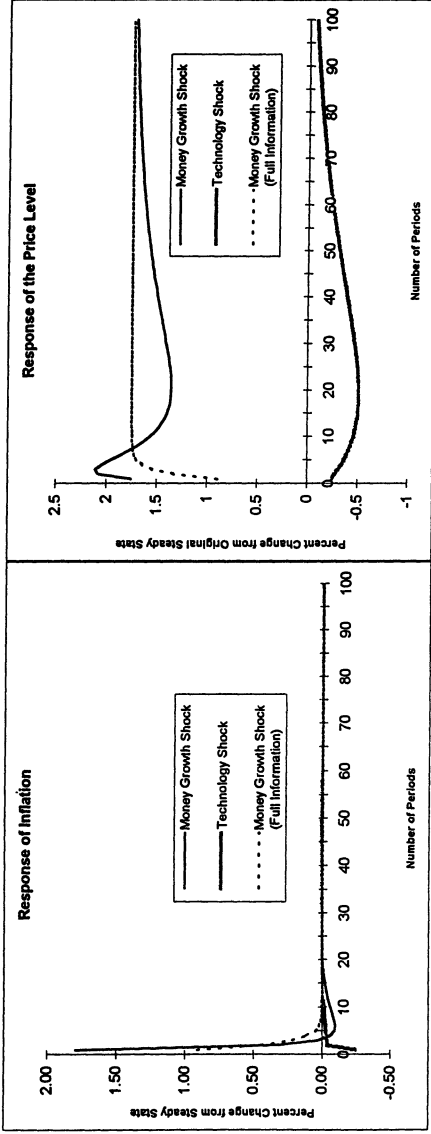 Response of Inflation
Percent Change from Steady State
2.00
1.50
1.00
0.50
0.00
-0.50
Money Growth Shock
Technology Shock
Money Growth Shock
(Full Information)
0 10 20 30 40 50 60 70 80 90 100
Number of Periods
Response of the Price Level
Percent Change from Original Steady State
2.5
2
1.5
1
0.5
0
-0.5
-1
Money Growth Shock
Technology Shock
Money Growth Shock
(Full Information)
0 10 20 30 40 50 60 70 80 90 100
Number of Periods